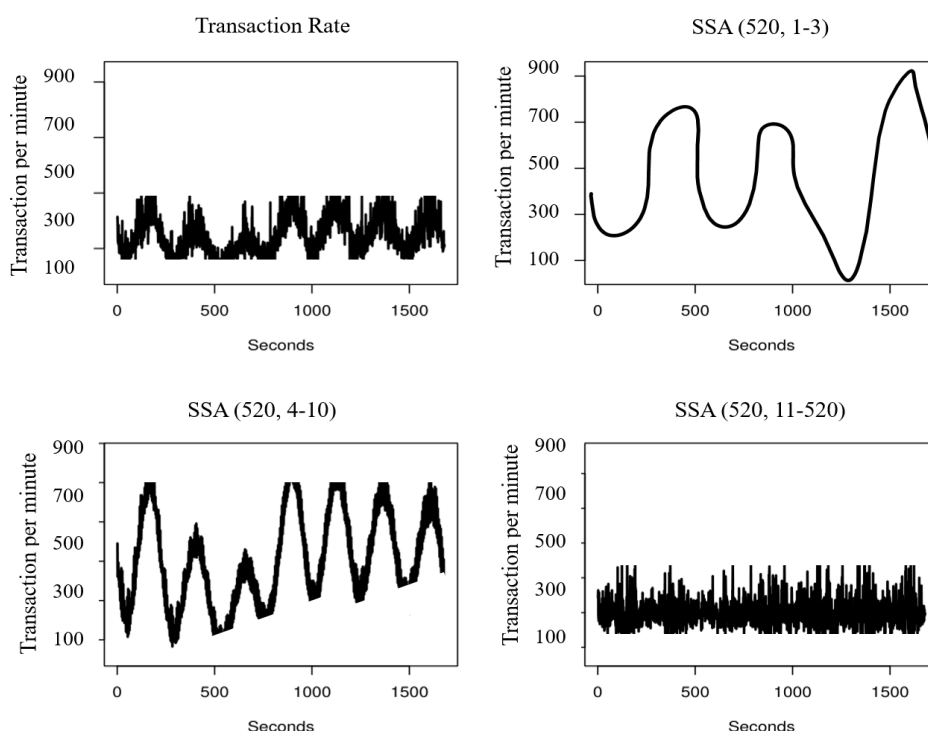 Transaction Rate
Transaction per minute
900
700
500
300
100
0 500 1000 1500
Seconds
SSA (520, 1-3)
Transaction per minute
900
700
500
300
100
0 500 1000 1500
Seconds
SSA (520, 4-10)
Transaction per minute
900
700
500
300
100
0 500 1000 1500
Seconds
SSA (520, 11-520)
Transaction per minute
900
700
500
300
100
0 500 1000 1500
Seconds